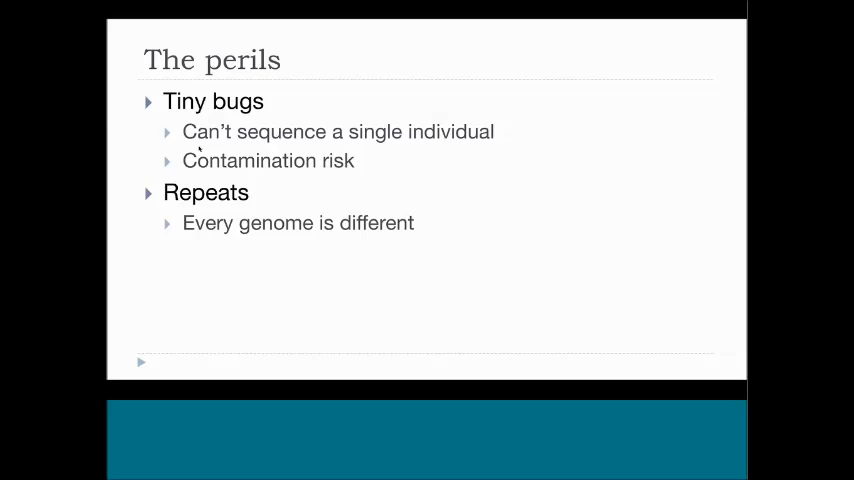 The perils
Tiny bugs
Can't sequence a single individual
Contamination risk
Repeats
Every genome is different